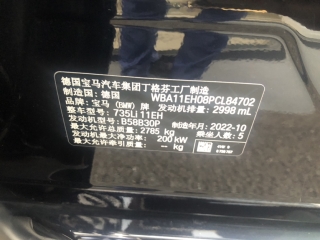 德国宝马汽车集团丁格芬工厂制造
制造国：德国 WBA11EH08PCL84702
品牌：宝马 (BMW) 牌 发动机排量：2998 mL
整车型号：735Li 11EH
发动机型号：B58B30P 制造年月：2022-10
最大允许总质量：2785 kg 乘坐人数：5
发动机最大净功率：200 kW
最大允许牵引质量：-- kg